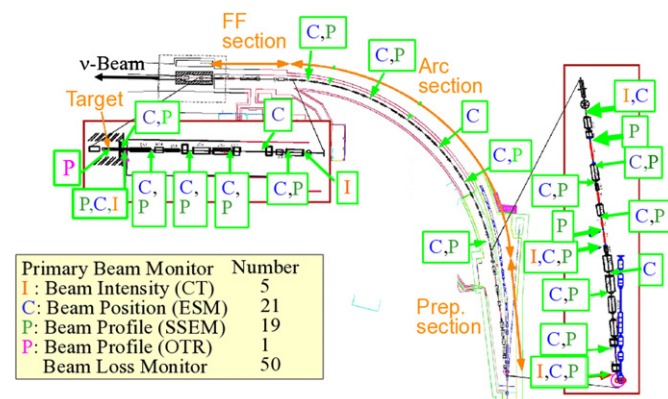 FF
section
C,P
ν-Beam
C,P
Arc
section
Target
C,P
C
C
I,C
P
P
C,P
C,P
C,P
I
P,C,I
C,
P
C,
P
C,
P
C,P
C,P
C,P
P
C,P
I,C,P
C
Prep.
section
C,P
C,P
I,C,P
Primary Beam Monitor Number
I : Beam Intensity (CT) 5
C : Beam Position (ESM) 21
P: Beam Profile (SSEM) 19
P: Beam Profile (OTR) 1
Beam Loss Monitor 50